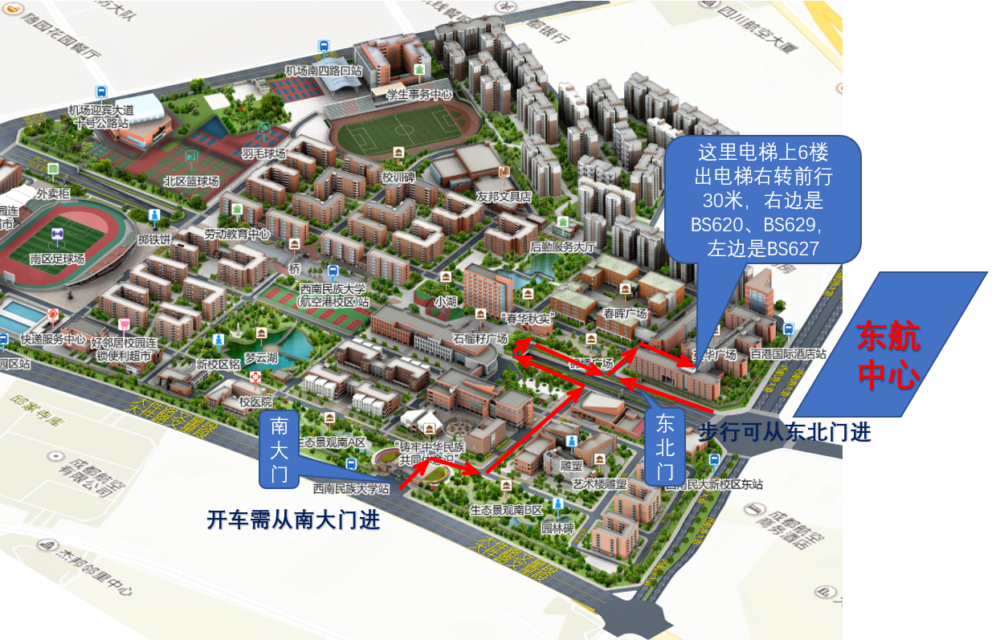 随园花园餐厅
四川航空大厦
机场南四路口站
学生事务中心
机场迎宾大道
十号公路站
羽毛球场
北区篮球场
校训碑
友邦文具店
外卖柜
掷铁饼
劳动教育中心
南区足球场
桥
后勤服务大厅
西南民族大学
(航空港校区)站
小湖
“春华秋实”
春晖广场
石榴籽广场
百港国际酒店站
快递服务中心
好邻居校园连
锁便利超市
新校区铭
梦云湖
校医院
生态景观南A区
“铸牢中华民族
共同体意识”
雕塑
艺术楼雕塑
西南民族大学站
西南民大新校区东站
生态景观南B区
园林碑
成都航空
有限公司
成都航空
商务酒店
杰邦邻里中心
这里电梯上6楼
出电梯右转前行
30米，右边是
BS620、BS629，
左边是BS627
东航
中心
南
大
门
东
北
门
步行可从东北门进
开车需从南大门进